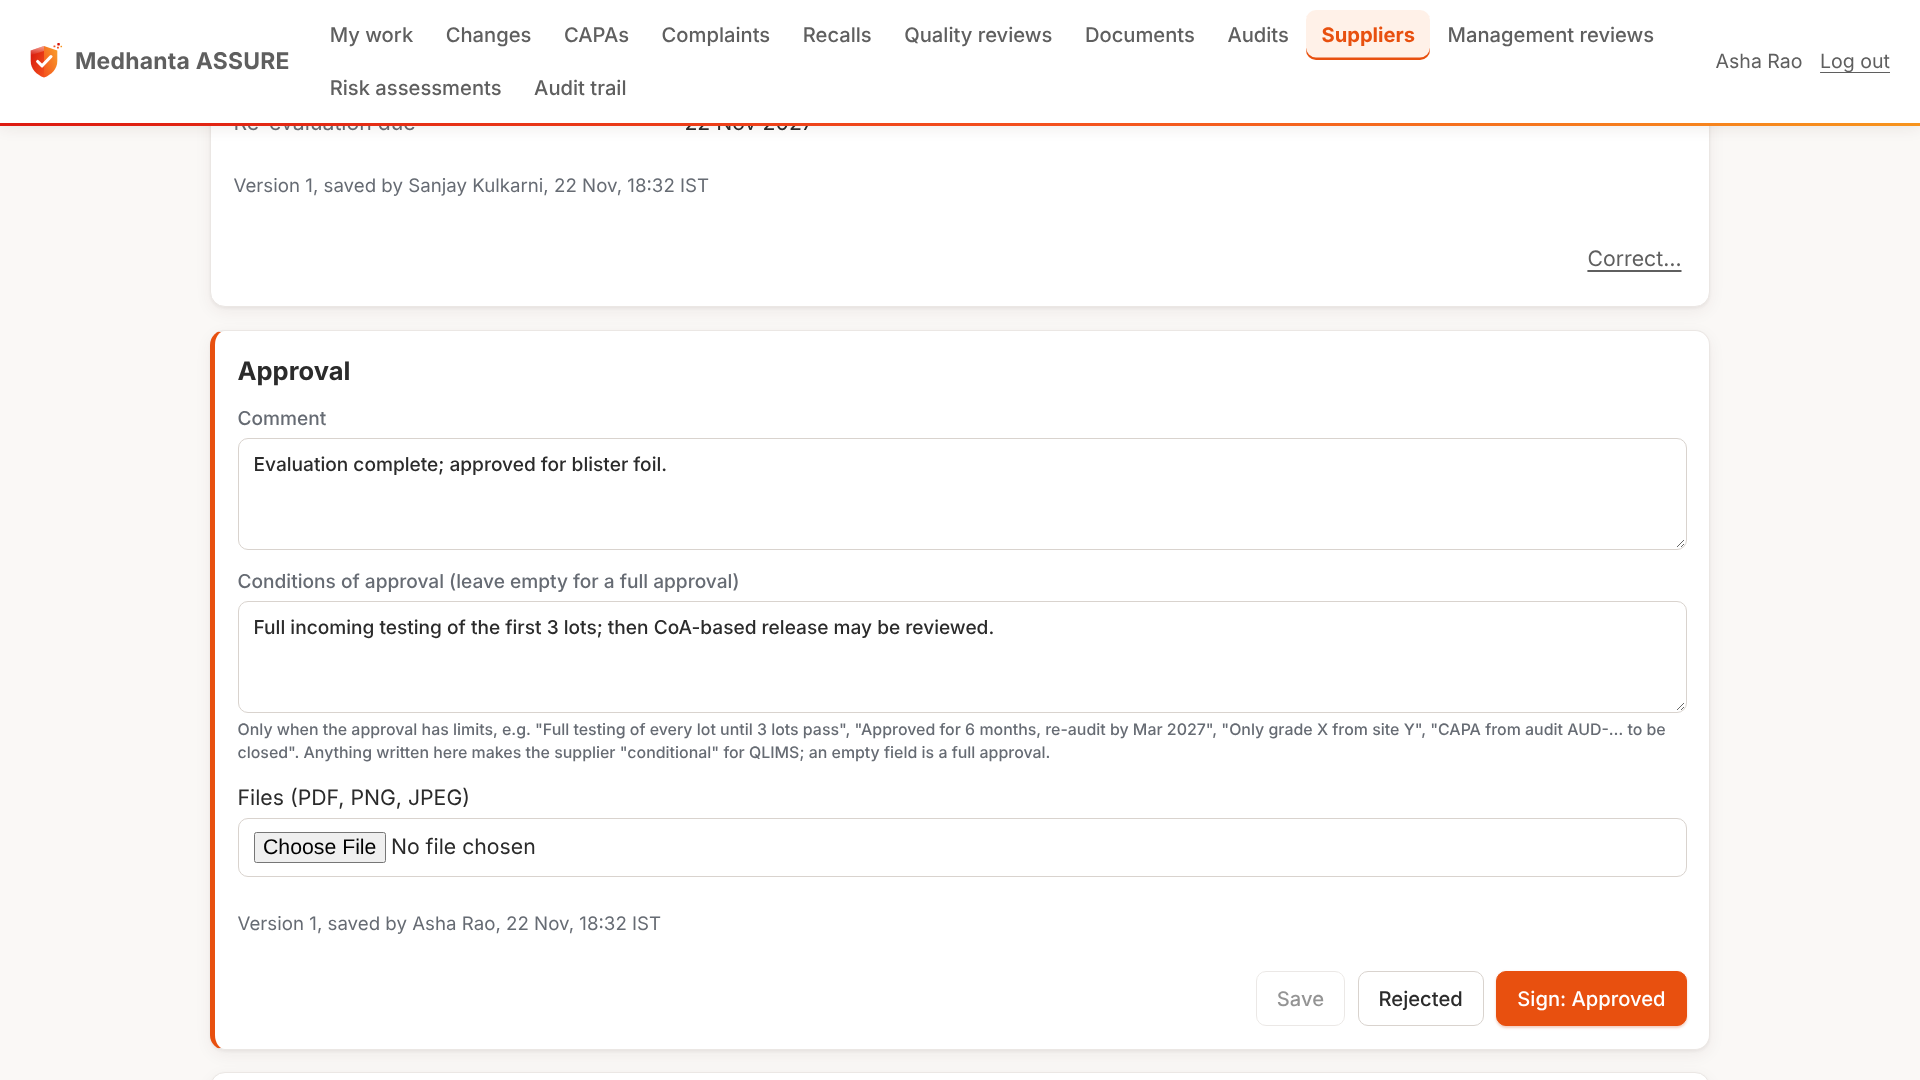 Medhanta ASSURE
My work
Changes
CAPAs
Complaints
Recalls
Quality reviews
Documents
Audits
Suppliers
Management reviews
Risk assessments
Audit trail
Asha Rao
Log out
Re-evaluation due
22 Nov 2027
Version 1, saved by Sanjay Kulkarni, 22 Nov, 18:32 IST
Correct...
Approval
Comment
Evaluation complete; approved for blister foil.
Conditions of approval (leave empty for a full approval)
Full incoming testing of the first 3 lots; then CoA-based release may be reviewed.
Only when the approval has limits, e.g. "Full testing of every lot until 3 lots pass", "Approved for 6 months, re-audit by Mar 2027", "Only grade X from site Y", "CAPA from audit AUD-... to be
closed". Anything written here makes the supplier "conditional" for QLIMS; an empty field is a full approval.
Files (PDF, PNG, JPEG)
Choose File No file chosen
Version 1, saved by Asha Rao, 22 Nov, 18:32 IST
Save
Rejected
Sign: Approved